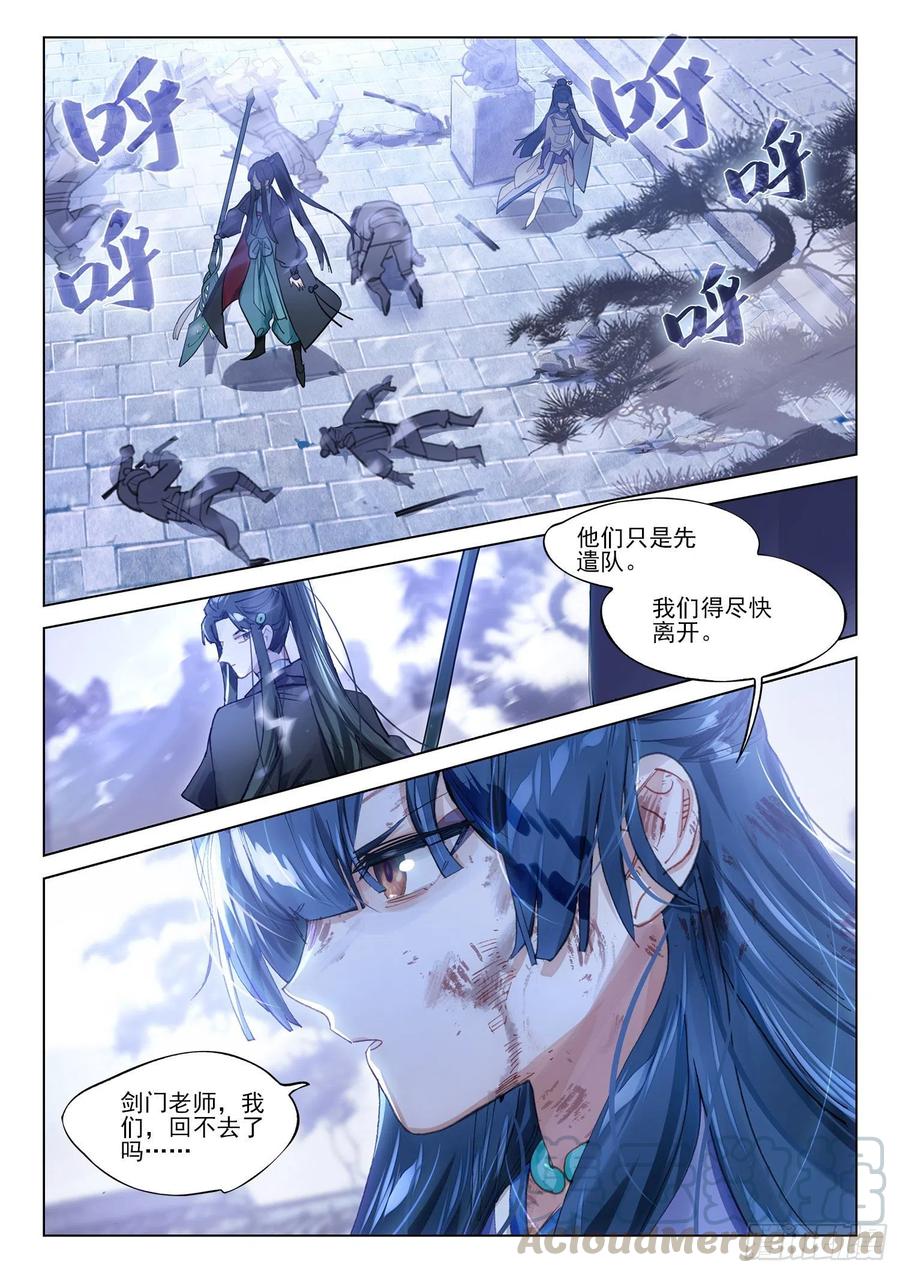 呼
呼
呼
呼
呼
他们只是先
遣队。
我们得尽快
离开。
剑门老师，我
们，回不去了
吗……
AcloudMerge.com